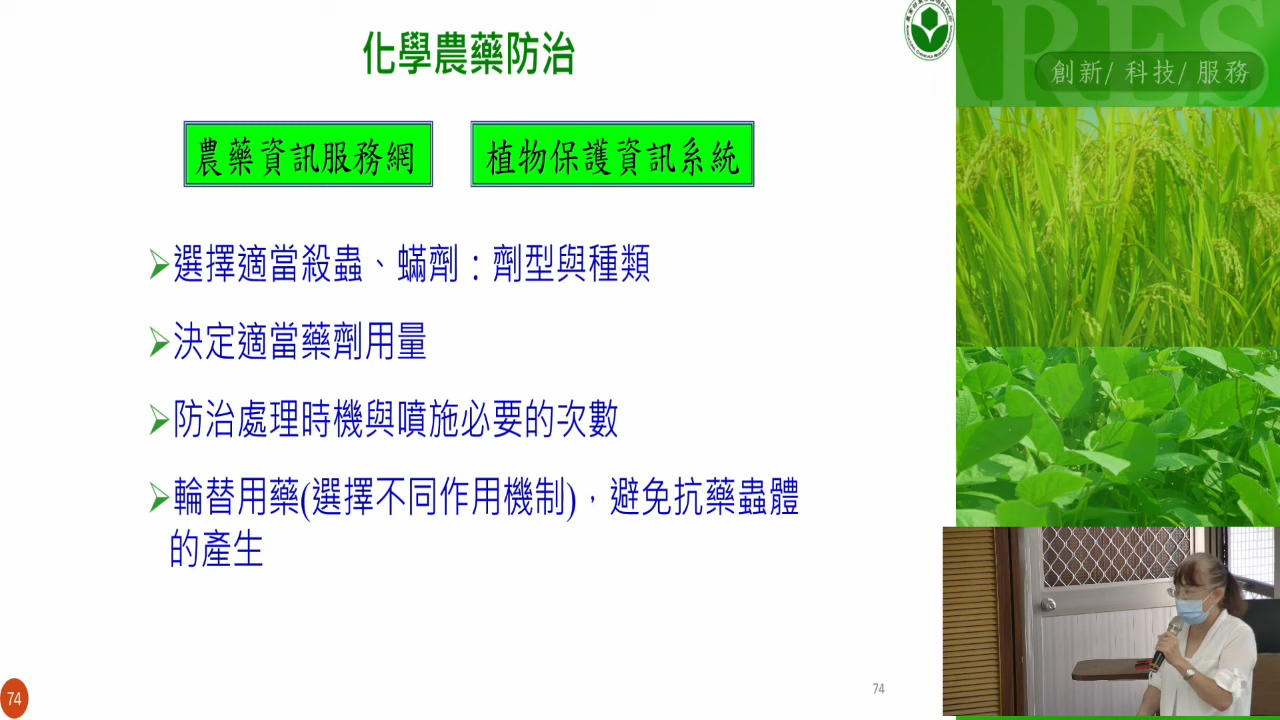 化學農藥防治
ARES
創新/ 科技/ 服務
農藥資訊服務網
植物保護資訊系統
➢選擇適當殺蟲、蟎劑：劑型與種類
➢決定適當藥劑用量
➢防治處理時機與噴施必要的次數
➢輪替用藥(選擇不同作用機制)，避免抗藥蟲體
的產生
74
74